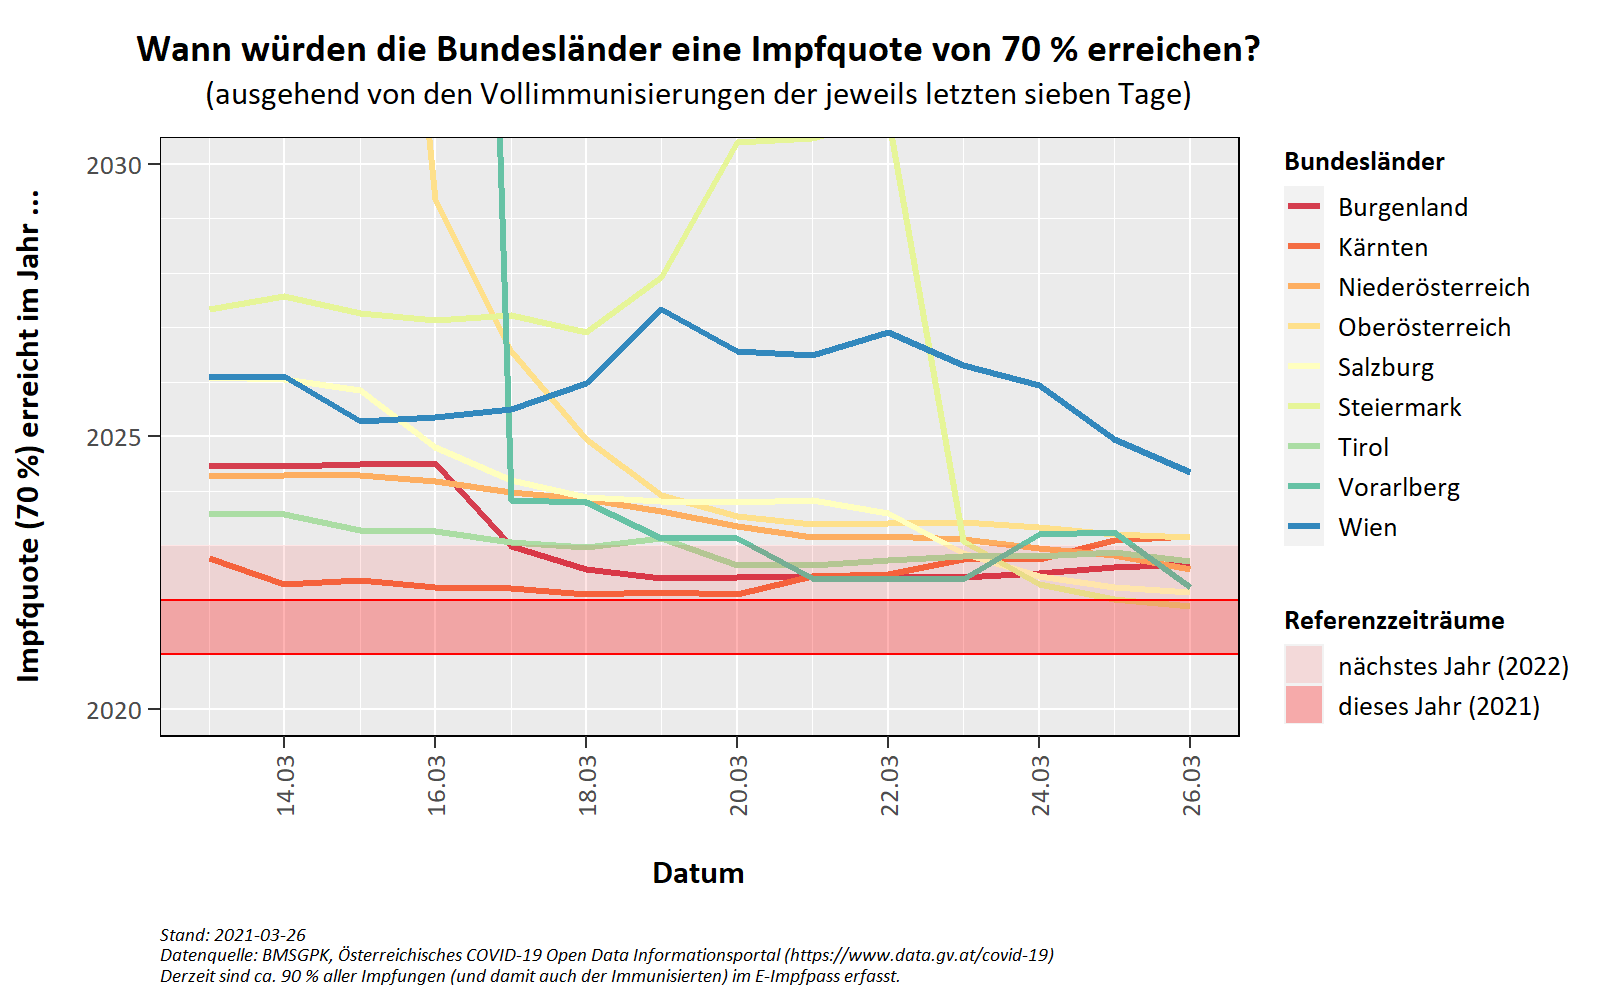 Wann würden die Bundesländer eine Impfquote von 70 % erreichen?
(ausgehend von den Vollimmunisierungen der jeweils letzten sieben Tage)
Impfquote (70 %) erreicht im Jahr ...
2030
2025
2020
14.03
16.03
18.03
20.03
22.03
24.03
26.03
Datum
Bundesländer
Burgenland
Kärnten
Niederösterreich
Oberösterreich
Salzburg
Steiermark
Tirol
Vorarlberg
Wien
Referenzzeiträume
nächstes Jahr (2022)
dieses Jahr (2021)
Stand: 2021-03-26
Datenquelle: BMSGPK, Österreichisches COVID-19 Open Data Informationsportal (https://www.data.gv.at/covid-19)
Derzeit sind ca. 90 % aller Impfungen (und damit auch der Immunisierten) im E-Impfpass erfasst.